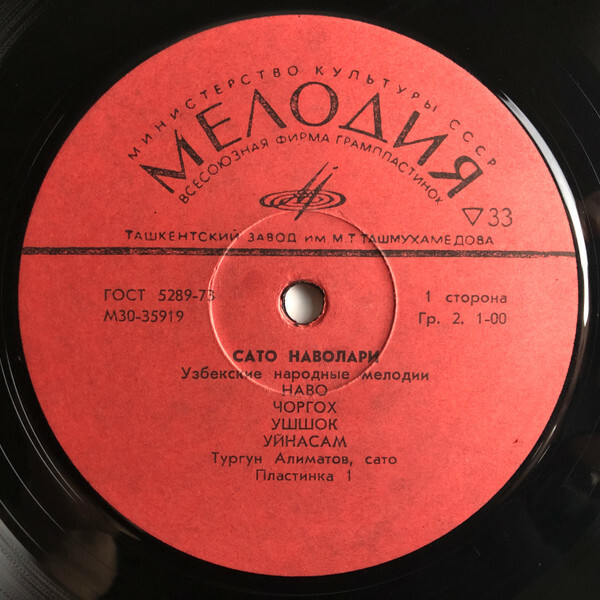 МИНИСТЕРСТВО КУЛЬТУРЫ СССР
МЕЛОДИЯ
ВСЕСОЮЗНАЯ ФИРМА ГРАМПЛАСТИНОК
▽33
ТАШКЕНТСКИЙ ЗАВОД ИМ. М.Т ТАШМУХАМЕДОВА
ГОСТ 5289-73
М30-35919
1 сторона
Гр. 2. 1-00
САТО НАВОЛАРИ
Узбекские народные мелодии
НАВО
ЧОРГОХ
УШШОК
УЙНАСАМ
Тургун Алиматов, сато
Пластинка 1